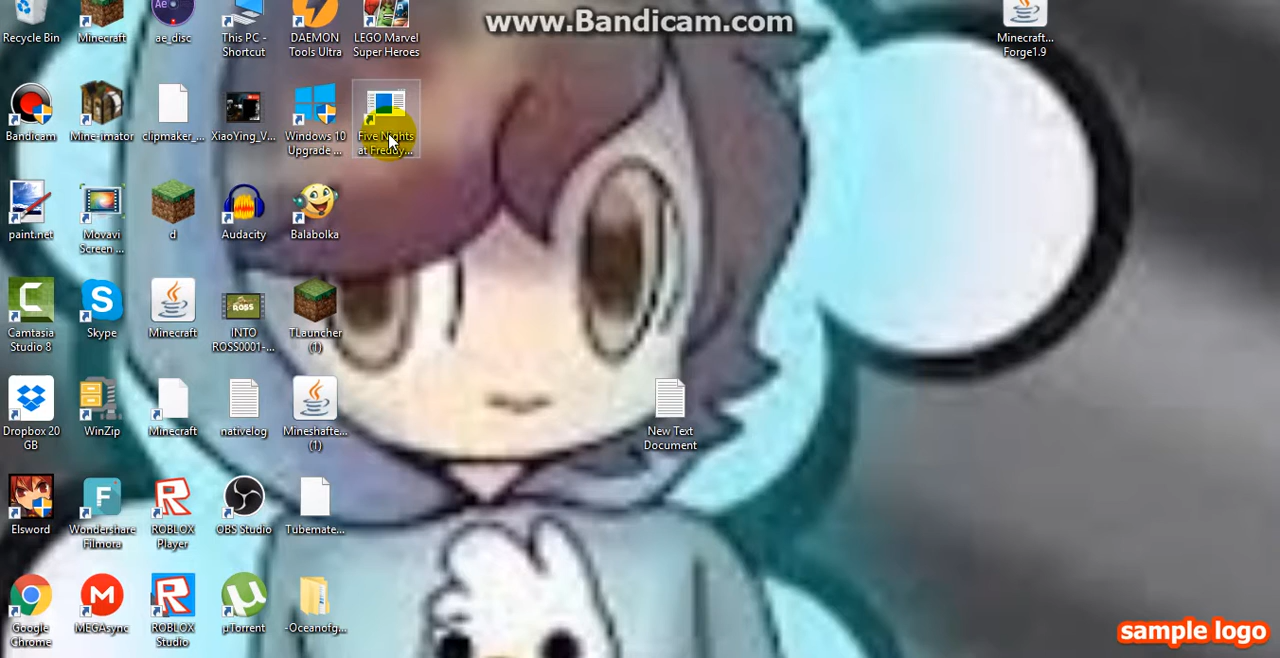 www.Bandicam.com
Recycle Bin
Minecraft
Ae
ae_disc
This PC -
Shortcut
DAEMON
Tools Ultra
LEGO Marvel
Super Heroes
Minecraft...
Forge1.9
Bandicam
Mine-imator
clipmaker_...
XiaoYing_V...
Windows 10
Upgrade ...
Five Nights
at Freddy...
paint.net
Movavi
Screen ...
d
Audacity
Balabolka
Camtasia
Studio 8
Skype
Minecraft
ROSS
INTO
ROSS0001-...
TLauncher
(1)
Dropbox 20
GB
WinZip
Minecraft
nativelog
Mineshafte...
(1)
New Text
Document
Elsword
Wondershare
Filmora
ROBLOX
Player
OBS Studio
Tubemate...
Google
Chrome
MEGAsync
ROBLOX
Studio
µTorrent
-Oceanofg...
sample logo